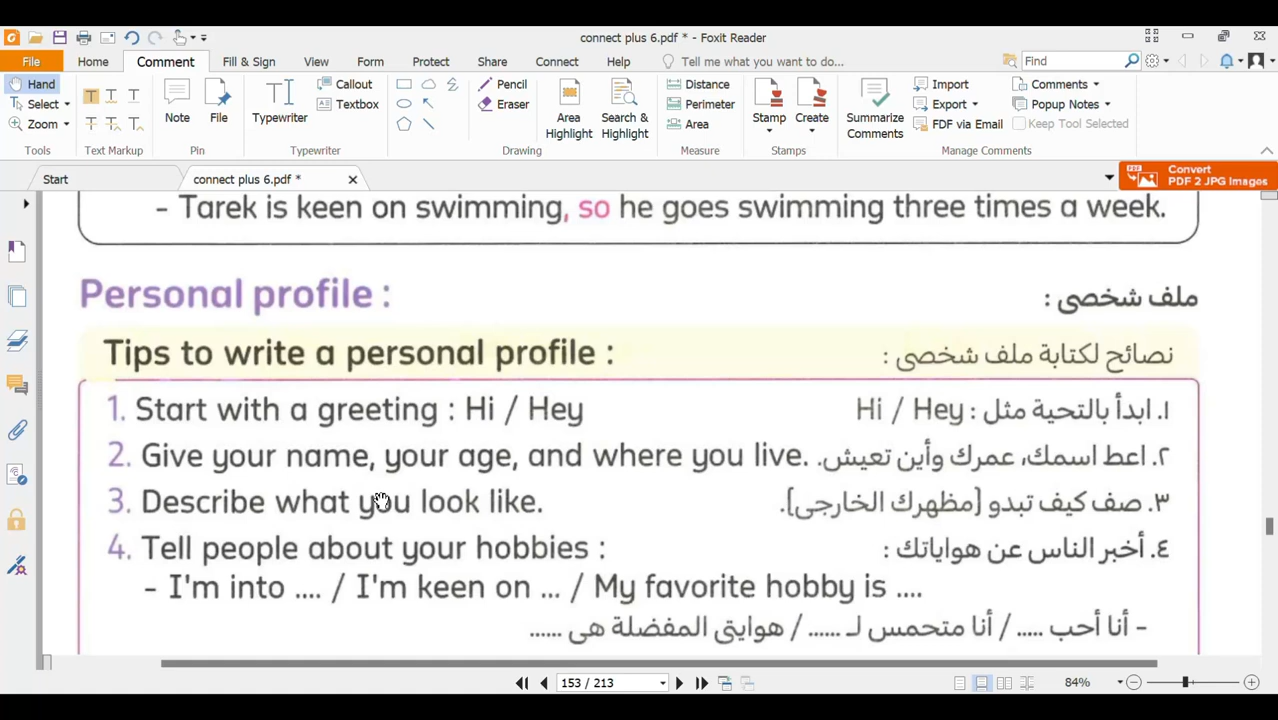 connect plus 6.pdf * - Foxit Reader
File Home Comment Fill & Sign View Form Protect Share Connect Help Tell me what you want to do... Find
Hand Callout Pencil Distance Import Comments
Select Textbox Eraser Perimeter Export Popup Notes
Zoom Note File Typewriter Area Highlight Search & Highlight Area Stamp Create Summarize Comments FDF via Email Keep Tool Selected
Tools Text Markup Pin Typewriter Drawing Measure Stamps Manage Comments
Start connect plus 6.pdf * Convert PDF 2 JPG Images
- Tarek is keen on swimming, so he goes swimming three times a week.
Personal profile : ملف شخصى :
Tips to write a personal profile : نصائح لكتابة ملف شخصى :
1. Start with a greeting : Hi / Hey ١. ابدأ بالتحية مثل : Hi / Hey
2. Give your name, your age, and where you live. ٢. اعط اسمك، عمرك وأين تعيش.
3. Describe what you look like. ٣. صف كيف تبدو [مظهرك الخارجى].
4. Tell people about your hobbies : ٤. أخبر الناس عن هواياتك :
- I'm into .... / I'm keen on ... / My favorite hobby is ....
- أنا أحب ..... / أنا متحمس لـ ...... / هوايتى المفضلة هى ......
153 / 213 84%